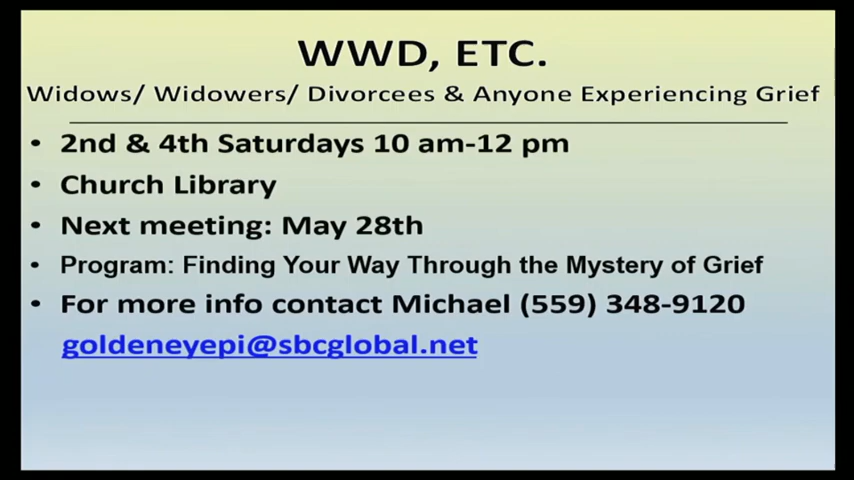 WWD, ETC.
Widows/ Widowers/ Divorcees & Anyone Experiencing Grief
• 2nd & 4th Saturdays 10 am-12 pm
• Church Library
• Next meeting: May 28th
• Program: Finding Your Way Through the Mystery of Grief
• For more info contact Michael (559) 348-9120
goldeneyepi@sbcglobal.net